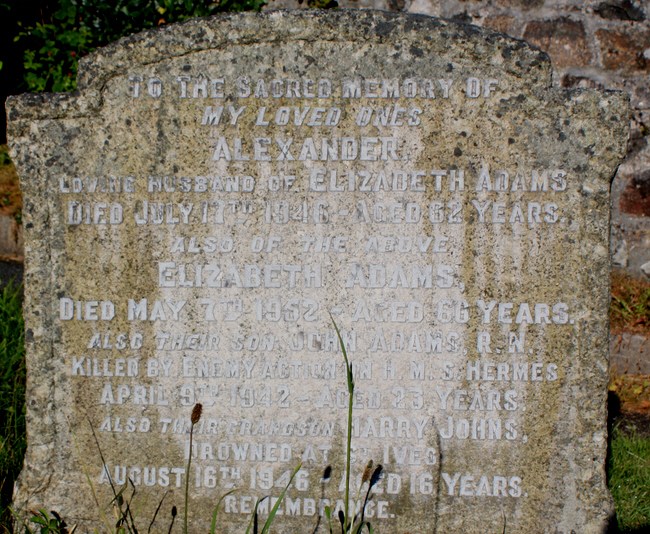 TO THE SACRED MEMORY OF
MY LOVED ONES
ALEXANDER.
LOVING HUSBAND OF ELIZABETH ADAMS
DIED JULY 17TH 1946 - AGED 62 YEARS.
ALSO OF THE ABOVE
ELIZABETH ADAMS.
DIED MAY 7TH 1952 - AGED 66 YEARS.
ALSO THEIR SON, JOHN ADAMS. R.N.
KILLED BY ENEMY ACTION IN H.M.S. HERMES
APRIL 9TH 1942 - AGED 23 YEARS.
ALSO THEIR GRANDSON HARRY JOHNS,
DROWNED AT ST IVES
AUGUST 16TH 1946 - AGED 16 YEARS.
REMEMBRANCE.